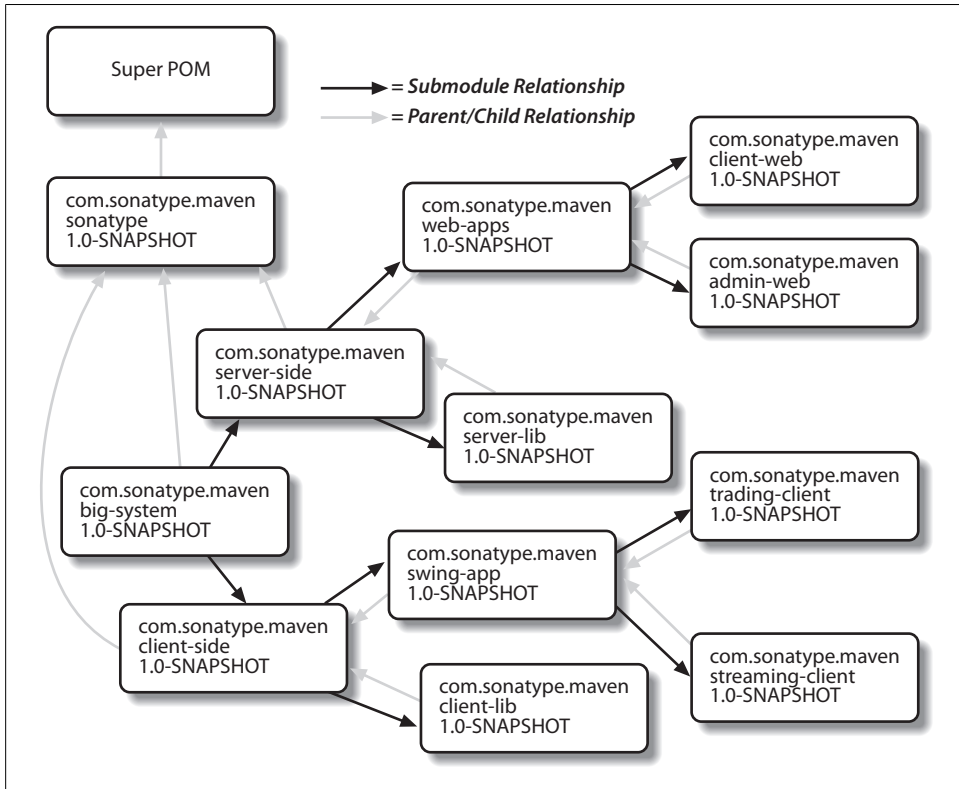 Super POM
= Submodule Relationship
= Parent/Child Relationship
com.sonatype.maven
client-web
1.0-SNAPSHOT
com.sonatype.maven
sonatype
1.0-SNAPSHOT
com.sonatype.maven
web-apps
1.0-SNAPSHOT
com.sonatype.maven
admin-web
1.0-SNAPSHOT
com.sonatype.maven
server-side
1.0-SNAPSHOT
com.sonatype.maven
server-lib
1.0-SNAPSHOT
com.sonatype.maven
big-system
1.0-SNAPSHOT
com.sonatype.maven
trading-client
1.0-SNAPSHOT
com.sonatype.maven
swing-app
1.0-SNAPSHOT
com.sonatype.maven
client-side
1.0-SNAPSHOT
com.sonatype.maven
streaming-client
1.0-SNAPSHOT
com.sonatype.maven
client-lib
1.0-SNAPSHOT